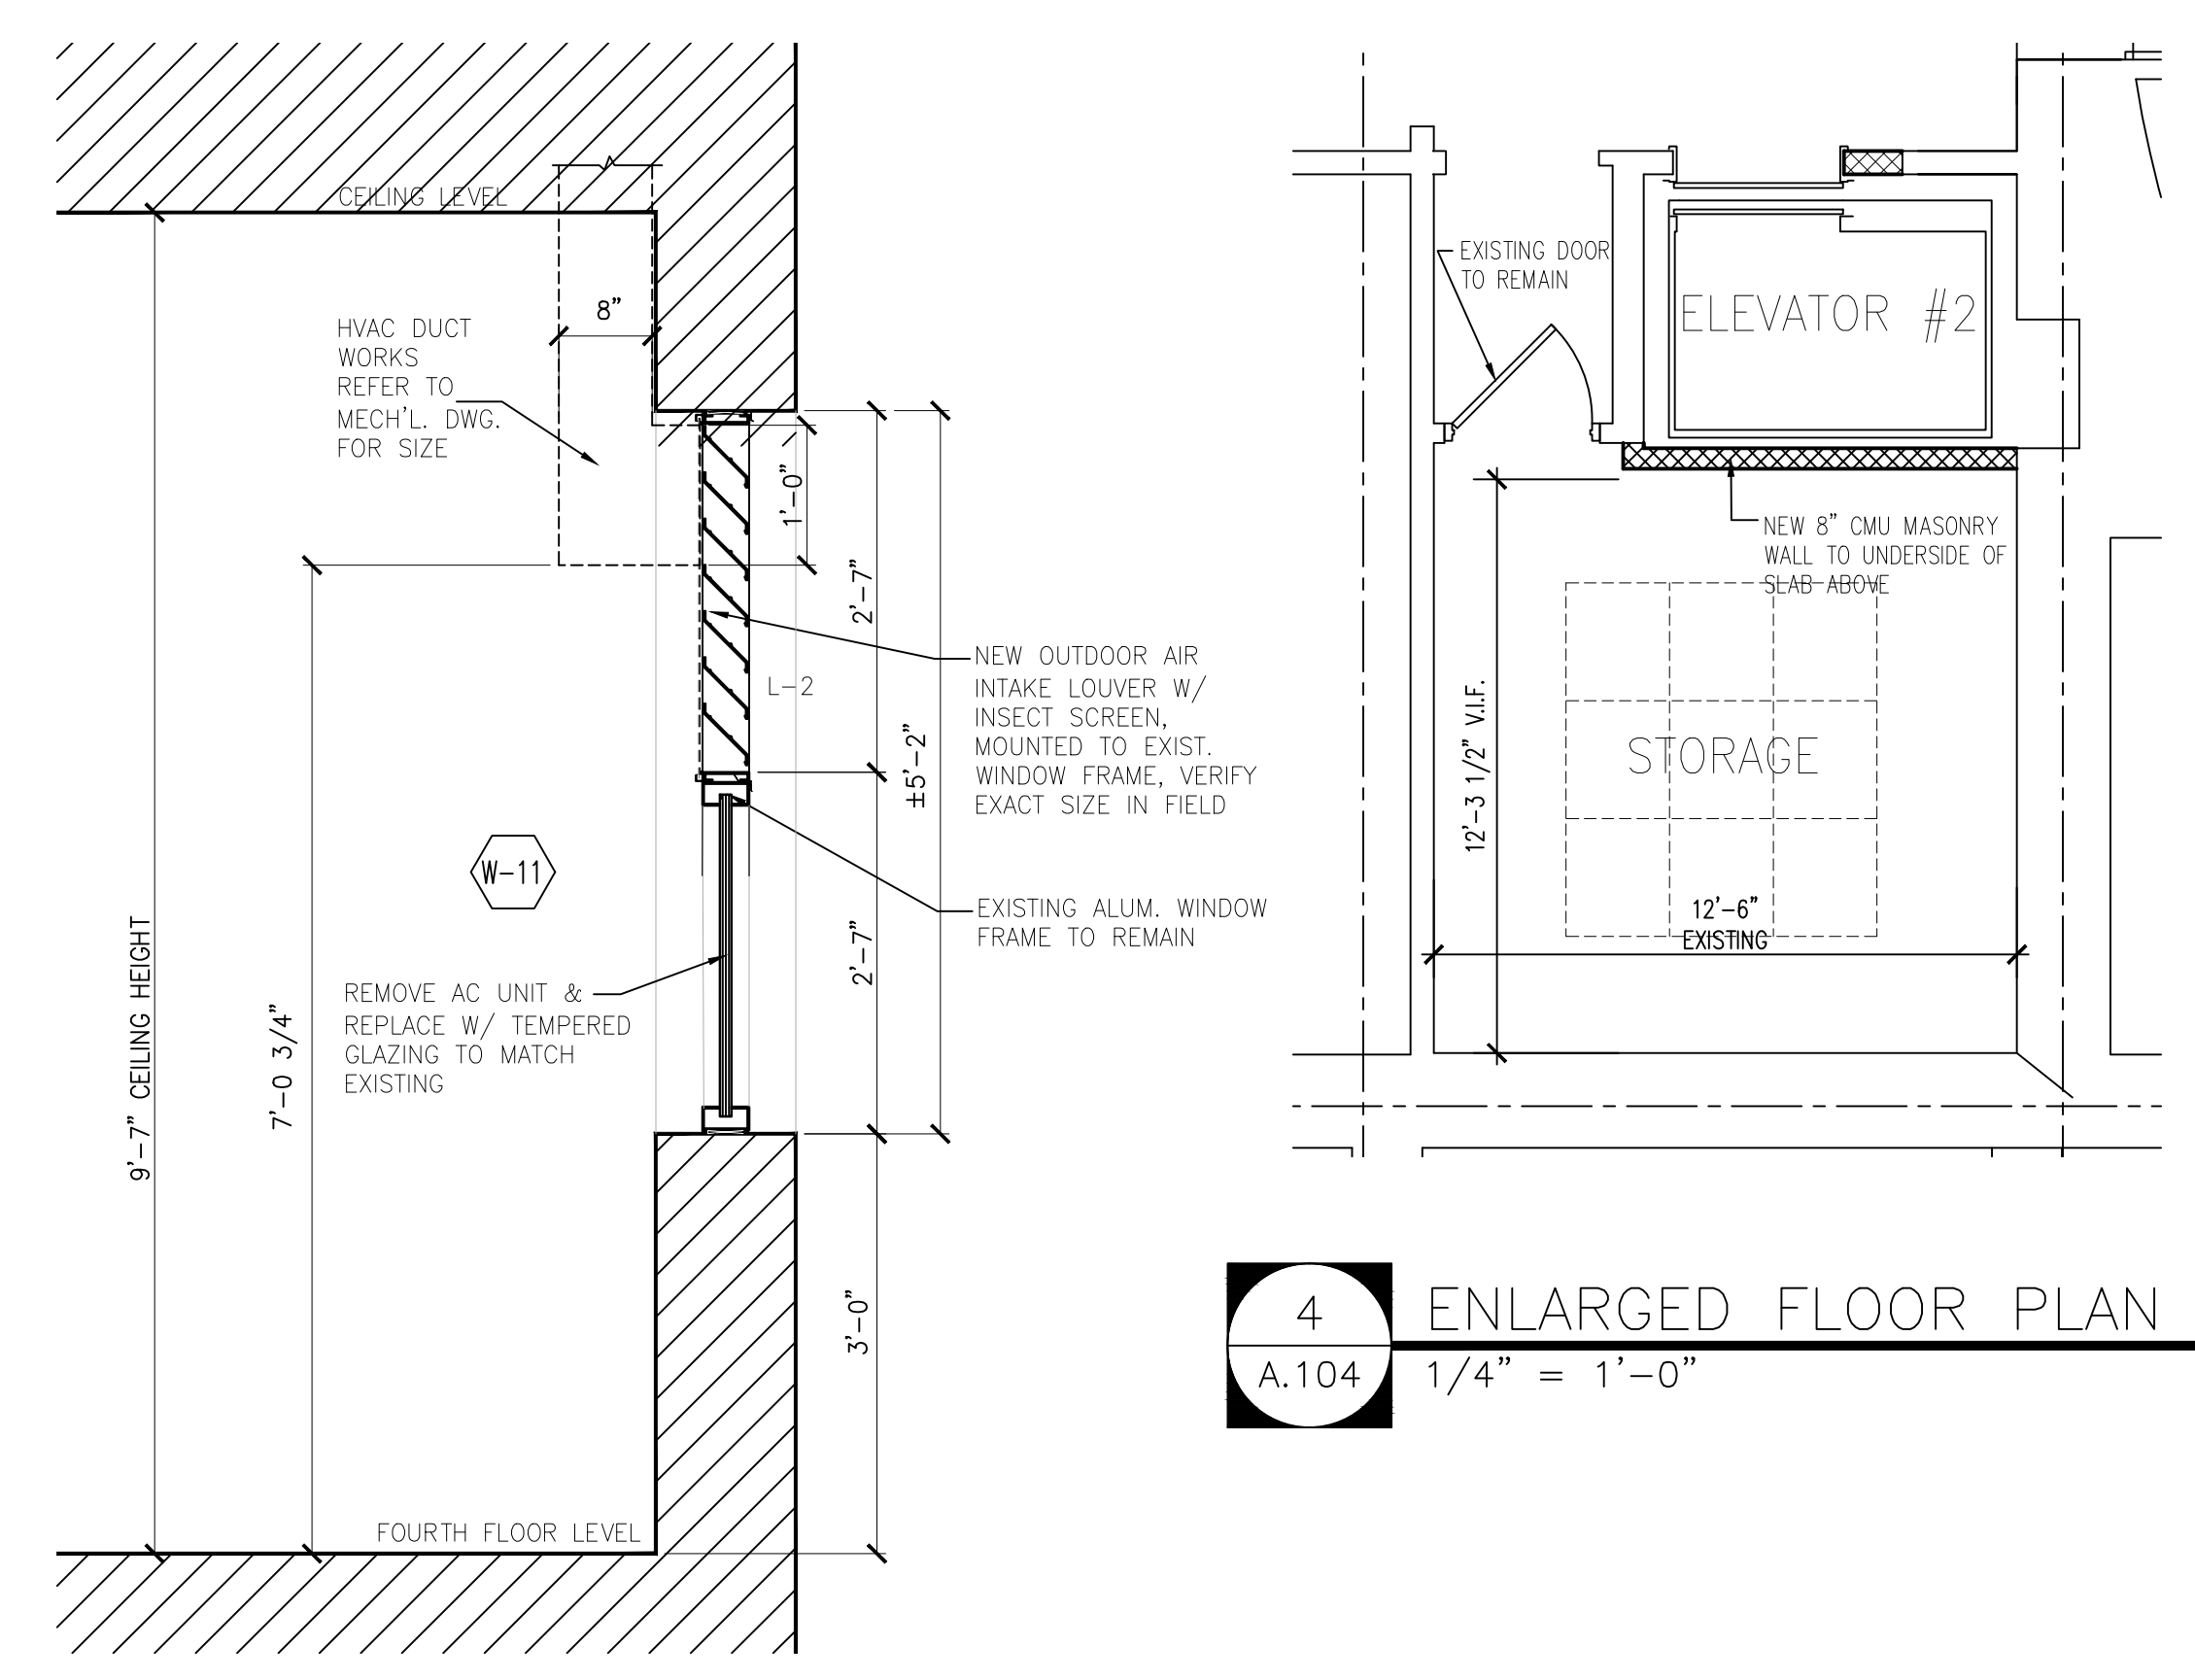 CEILING LEVEL
8”
HVAC DUCT
WORKS
REFER TO
MECH'L. DWG.
FOR SIZE
1'-0”
2'-7”
±5'-2”
L-2
NEW OUTDOOR AIR
INTAKE LOUVER W/
INSECT SCREEN,
MOUNTED TO EXIST.
WINDOW FRAME, VERIFY
EXACT SIZE IN FIELD
W-11
EXISTING ALUM. WINDOW
FRAME TO REMAIN
2'-7”
REMOVE AC UNIT &
REPLACE W/ TEMPERED
GLAZING TO MATCH
EXISTING
9'-7” CEILING HEIGHT
7'-0 3/4”
3'-0”
FOURTH FLOOR LEVEL
EXISTING DOOR
TO REMAIN
ELEVATOR #2
NEW 8” CMU MASONRY
WALL TO UNDERSIDE OF
SLAB ABOVE
12'-3 1/2” V.I.F.
STORAGE
12'-6”
EXISTING
4
A.104
ENLARGED FLOOR PLAN
1/4” = 1'-0”